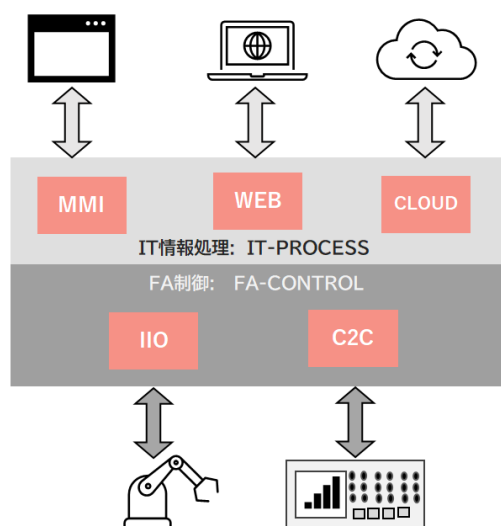 MMI
WEB
CLOUD
IT情報処理: IT-PROCESS
FA制御: FA-CONTROL
IIO
C2C